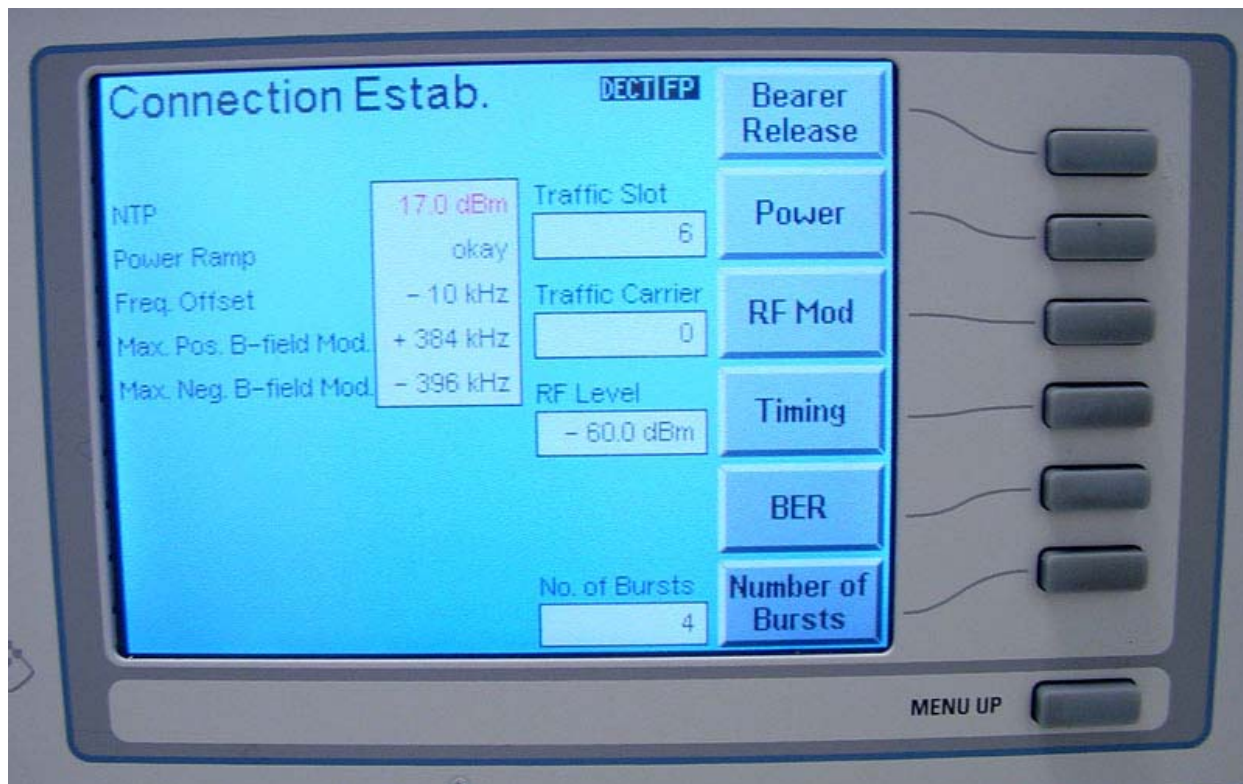 Connection Estab.
DECT FP
NTP 17.0 dBm
Power Ramp okay
Freq. Offset - 10 kHz
Max. Pos. B-field Mod. + 384 kHz
Max. Neg. B-field Mod. - 396 kHz
Traffic Slot
6
Traffic Carrier
0
RF Level
- 60.0 dBm
No. of Bursts
4
Bearer
Release
Power
RF Mod
Timing
BER
Number of
Bursts
MENU UP